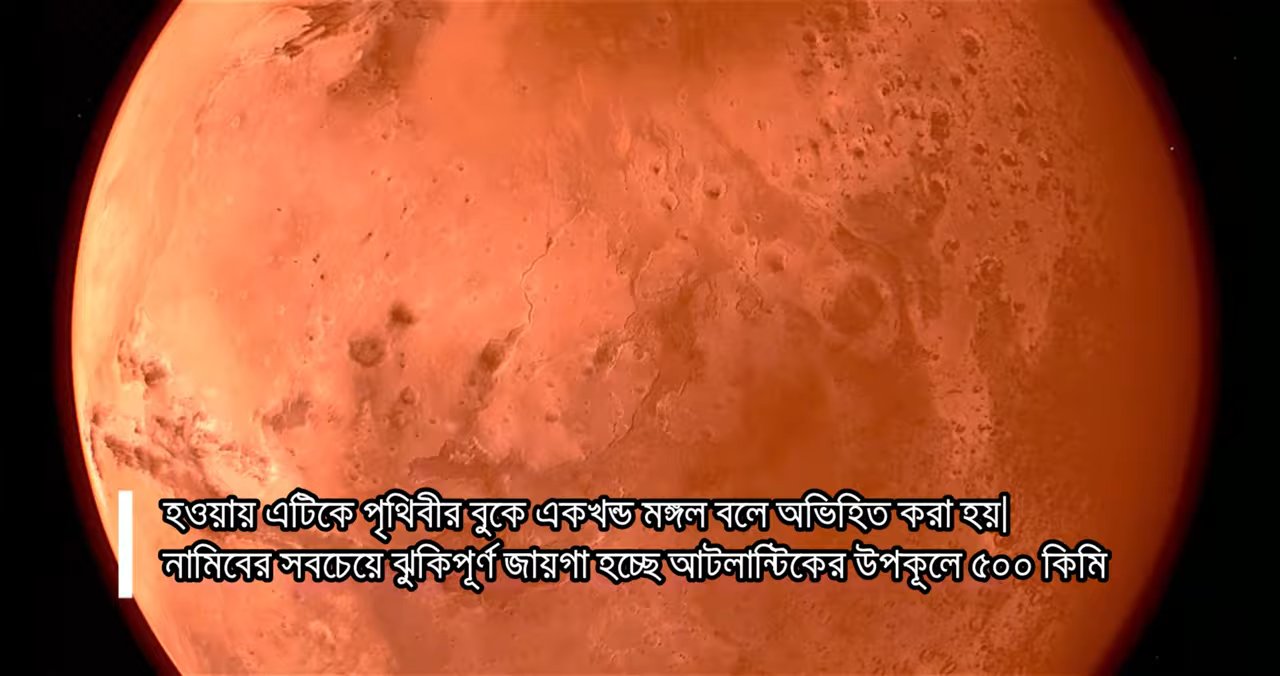 হওয়ায় এটিকে পৃথিবীর বুকে একখন্ড মঙ্গল বলে অভিহিত করা হয়|
নামিবের সবচেয়ে ঝুকিপূর্ণ জায়গা হচ্ছে আটলান্টিকের উপকূলে ৫০০ কিমি